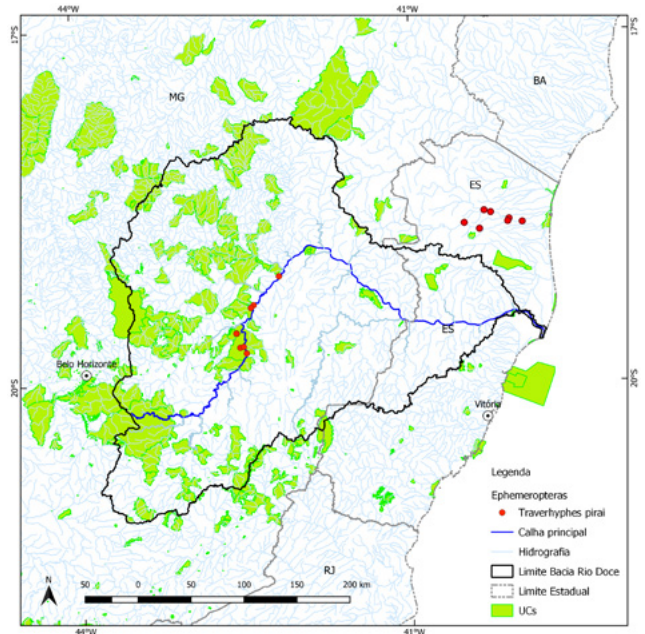 44°W
41°W
17°S
17°S
MG
BA
ES
ES
Belo Horizonte
20°S
20°S
Vitória
Legenda
Ephemeropteras
Traverhyphes pirai
Calha principal
Hidrografia
Limite Bacia Rio Doce
Limite Estadual
UCs
RJ
N
50 0 50 100 150 200 km
44°W
41°W